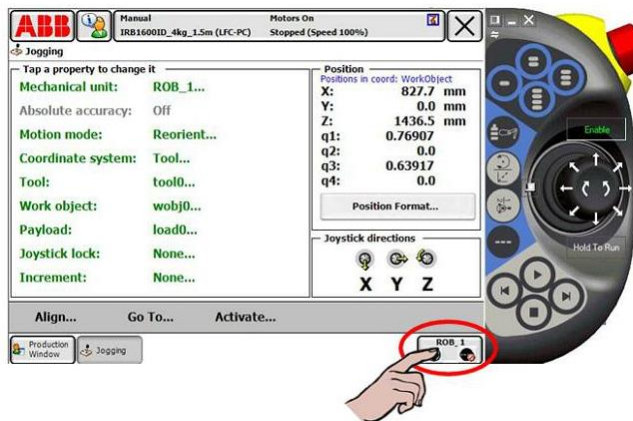 ABB
Manual
Motors On
IRB1600ID_4kg_1.5m (LFC-PC)
Stopped (Speed 100%)
Jogging
Tap a property to change it
Mechanical unit: ROB_1...
Absolute accuracy: Off
Motion mode: Reorient...
Coordinate system: Tool...
Tool: tool0...
Work object: wobj0...
Payload: load0...
Joystick lock: None...
Increment: None...
Position
Positions in coord: WorkObject
X: 827.7 mm
Y: 0.0 mm
Z: 1436.5 mm
q1: 0.76907
q2: 0.0
q3: 0.63917
q4: 0.0
Position Format...
Joystick directions
X Y Z
Align... Go To... Activate...
Production Window
Jogging
ROB_1
Enable
Hold To Run